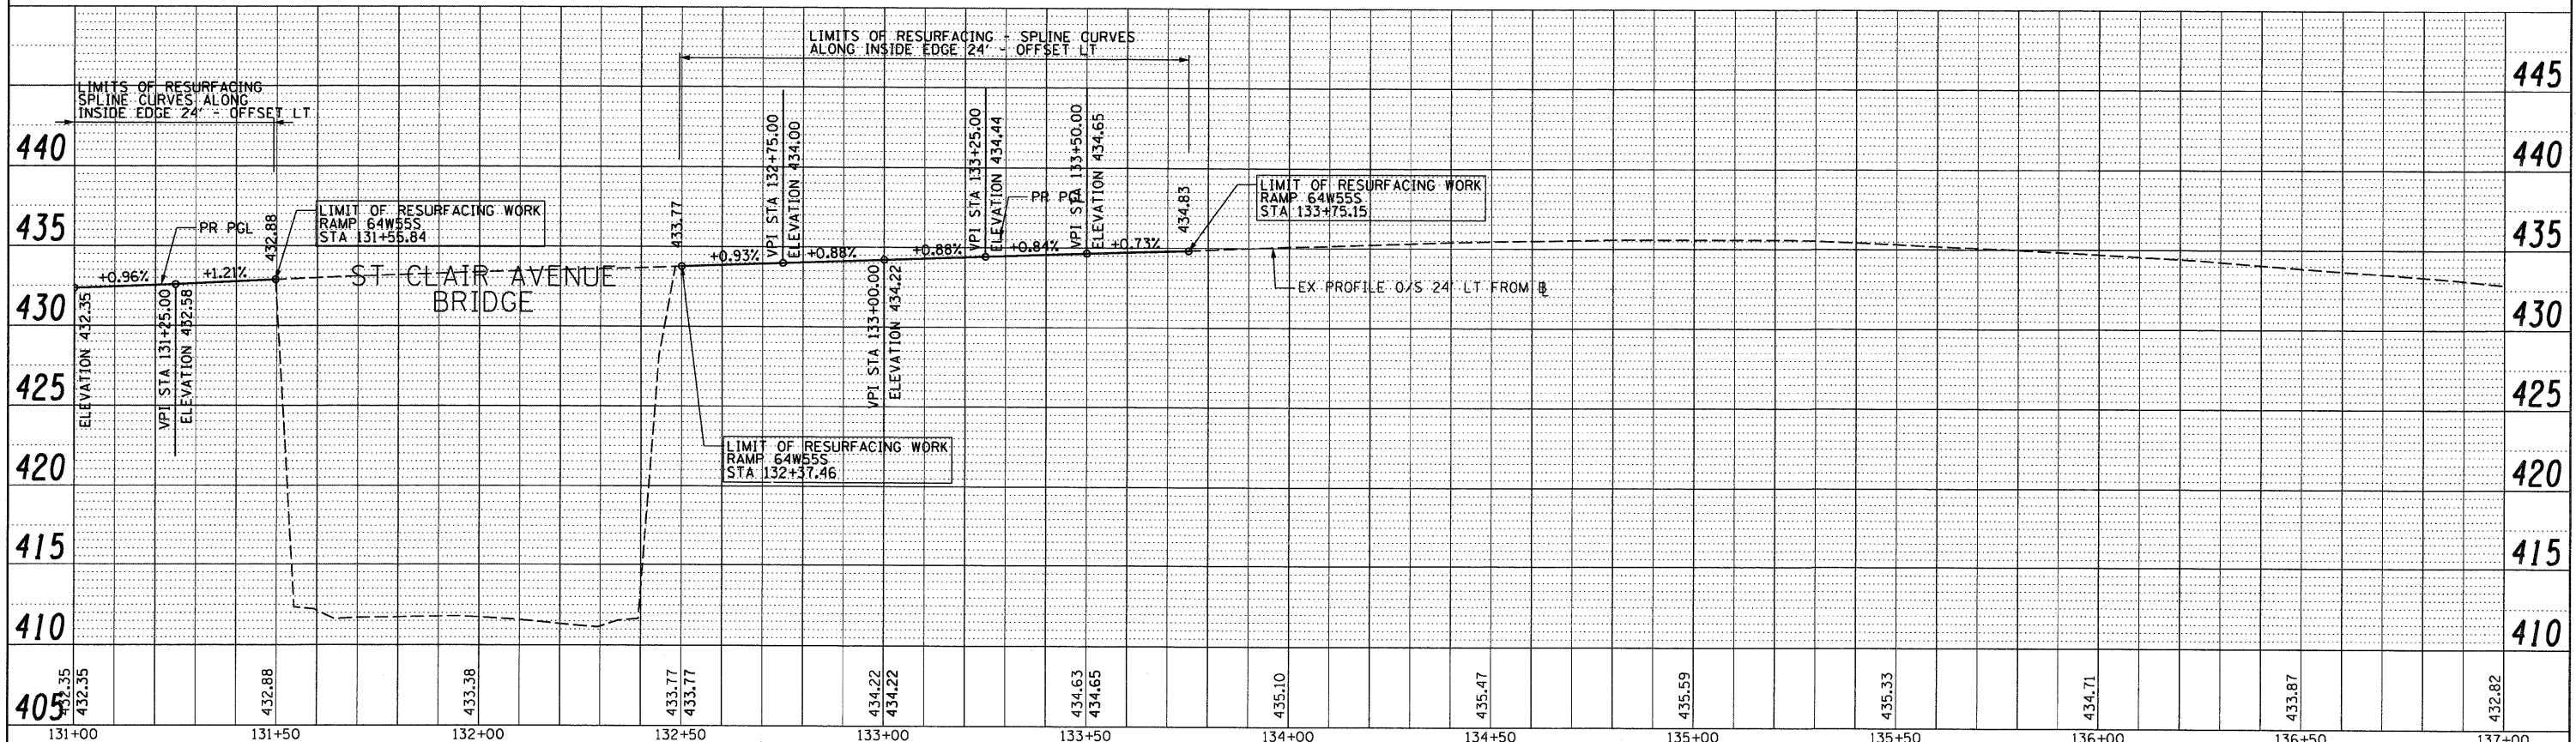 LIMITS OF RESURFACING - SPLINE CURVES
ALONG INSIDE EDGE 24' - OFFSET LT
LIMITS OF RESURFACING
SPLINE CURVES ALONG
INSIDE EDGE 24' - OFFSET LT
445
440
435
430
425
420
415
410
405
445
440
435
430
425
420
415
410
ELEVATION 432.35
+0.96%
PR PGL
VPI STA 131+25.00
ELEVATION 432.58
+1.21%
432.88
LIMIT OF RESURFACING WORK
RAMP 64W55S
STA 131+55.84
ST CLAIR AVENUE
BRIDGE
433.77
LIMIT OF RESURFACING WORK
RAMP 64W55S
STA 132+37.46
+0.93%
VPI STA 132+75.00
ELEVATION 434.00
+0.88%
VPI STA 133+00.00
ELEVATION 434.22
+0.88%
VPI STA 133+25.00
ELEVATION 434.44
PR PGL
+0.84%
VPI STA 133+50.00
ELEVATION 434.65
+0.73%
434.83
LIMIT OF RESURFACING WORK
RAMP 64W55S
STA 133+75.15
EX PROFILE O/S 24' LT FROM ℄
432.35
432.35
432.88
433.38
433.77
433.77
434.22
434.22
434.63
434.65
435.10
435.47
435.59
435.33
434.71
433.87
432.82
131+00
131+50
132+00
132+50
133+00
133+50
134+00
134+50
135+00
135+50
136+00
136+50
137+00